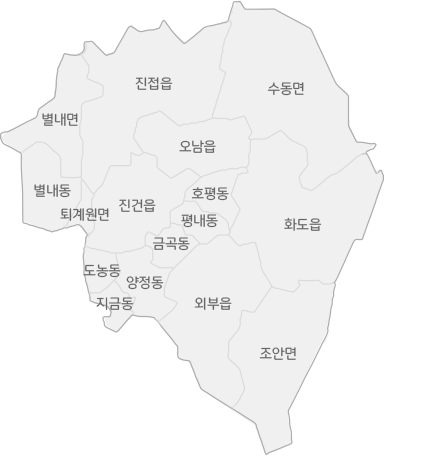 진접읍
수동면
별내면
오남읍
별내동
호평동
진건읍
퇴계원면
평내동
화도읍
금곡동
도농동
양정동
지금동
외부읍
조안면